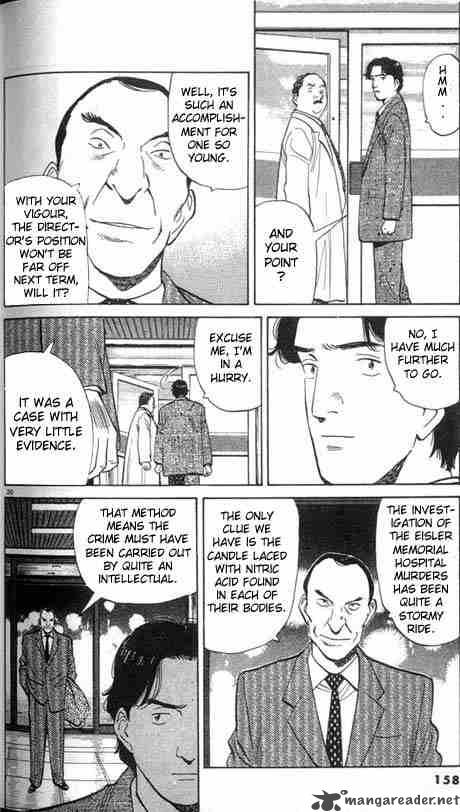 HMM..
AND
YOUR
POINT
?
WELL, IT'S
SUCH AN
ACCOMPLISH-
MENT FOR
ONE SO
YOUNG.
WITH YOUR
VIGOUR,
THE DIRECT-
OR'S POSITION
WON'T BE
FAR OFF
NEXT TERM,
WILL IT?
NO, I
HAVE MUCH
FURTHER
TO GO.
EXCUSE
ME, I'M
IN A
HURRY.
IT WAS A
CASE WITH
VERY LITTLE
EVIDENCE.
20
THE INVEST-
IGATION OF
THE EISLER
MEMORIAL
HOSPITAL
MURDERS
HAS BEEN
QUITE A
STORMY
RIDE.
THE ONLY
CLUE WE
HAVE IS THE
CANDLE LACED
WITH NITRIC
ACID FOUND
IN EACH OF
THEIR BODIES.
THAT METHOD
MEANS THE
CRIME MUST HAVE
BEEN CARRIED OUT
BY QUITE AN
INTELLECTUAL.
158
mangareader.net